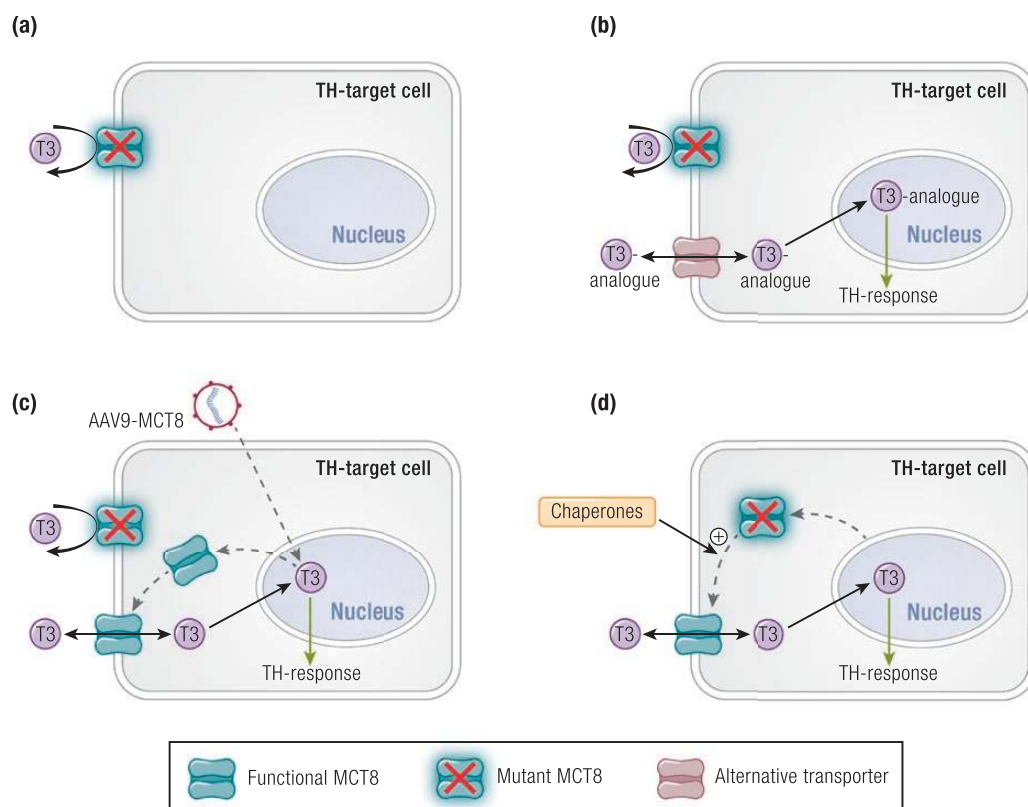 (a)
TH-target cell
T3
Nucleus
(b)
TH-target cell
T3
T3-analogue
Nucleus
T3-
analogue
T3-
analogue
TH-response
(c)
AAV9-MCT8
TH-target cell
T3
T3
Nucleus
T3
T3
TH-response
(d)
TH-target cell
Chaperones
+
T3
Nucleus
T3
T3
TH-response
Functional MCT8
Mutant MCT8
Alternative transporter